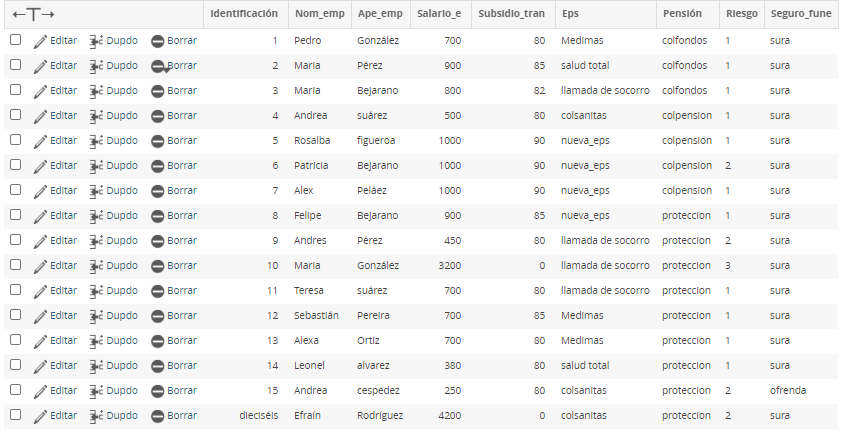 ←T→ Identificación Nom_emp Ape_emp Salario_e Subsidio_tran Eps Pensión Riesgo Seguro_fune
Editar Dupdo Borrar 1 Pedro González 700 80 Medimas colfondos 1 sura
Editar Dupdo Borrar 2 Maria Pérez 900 85 salud total colfondos 1 sura
Editar Dupdo Borrar 3 Maria Bejarano 800 82 llamada de socorro colfondos 1 sura
Editar Dupdo Borrar 4 Andrea suárez 500 80 colsanitas colpension 1 sura
Editar Dupdo Borrar 5 Rosalba figueroa 1000 90 nueva_eps colpension 1 sura
Editar Dupdo Borrar 6 Patricia Bejarano 1000 90 nueva_eps colpension 2 sura
Editar Dupdo Borrar 7 Alex Peláez 1000 90 nueva_eps colpension 1 sura
Editar Dupdo Borrar 8 Felipe Bejarano 900 85 nueva_eps proteccion 1 sura
Editar Dupdo Borrar 9 Andres Pérez 450 80 llamada de socorro proteccion 2 sura
Editar Dupdo Borrar 10 Maria González 3200 0 llamada de socorro proteccion 3 sura
Editar Dupdo Borrar 11 Teresa suárez 700 80 llamada de socorro proteccion 1 sura
Editar Dupdo Borrar 12 Sebastián Pereira 700 85 Medimas proteccion 1 sura
Editar Dupdo Borrar 13 Alexa Ortiz 700 80 Medimas proteccion 1 sura
Editar Dupdo Borrar 14 Leonel alvarez 380 80 salud total proteccion 1 sura
Editar Dupdo Borrar 15 Andrea cespedez 250 80 colsanitas proteccion 2 ofrenda
Editar Dupdo Borrar dieciséis Efraín Rodríguez 4200 0 colsanitas proteccion 2 sura